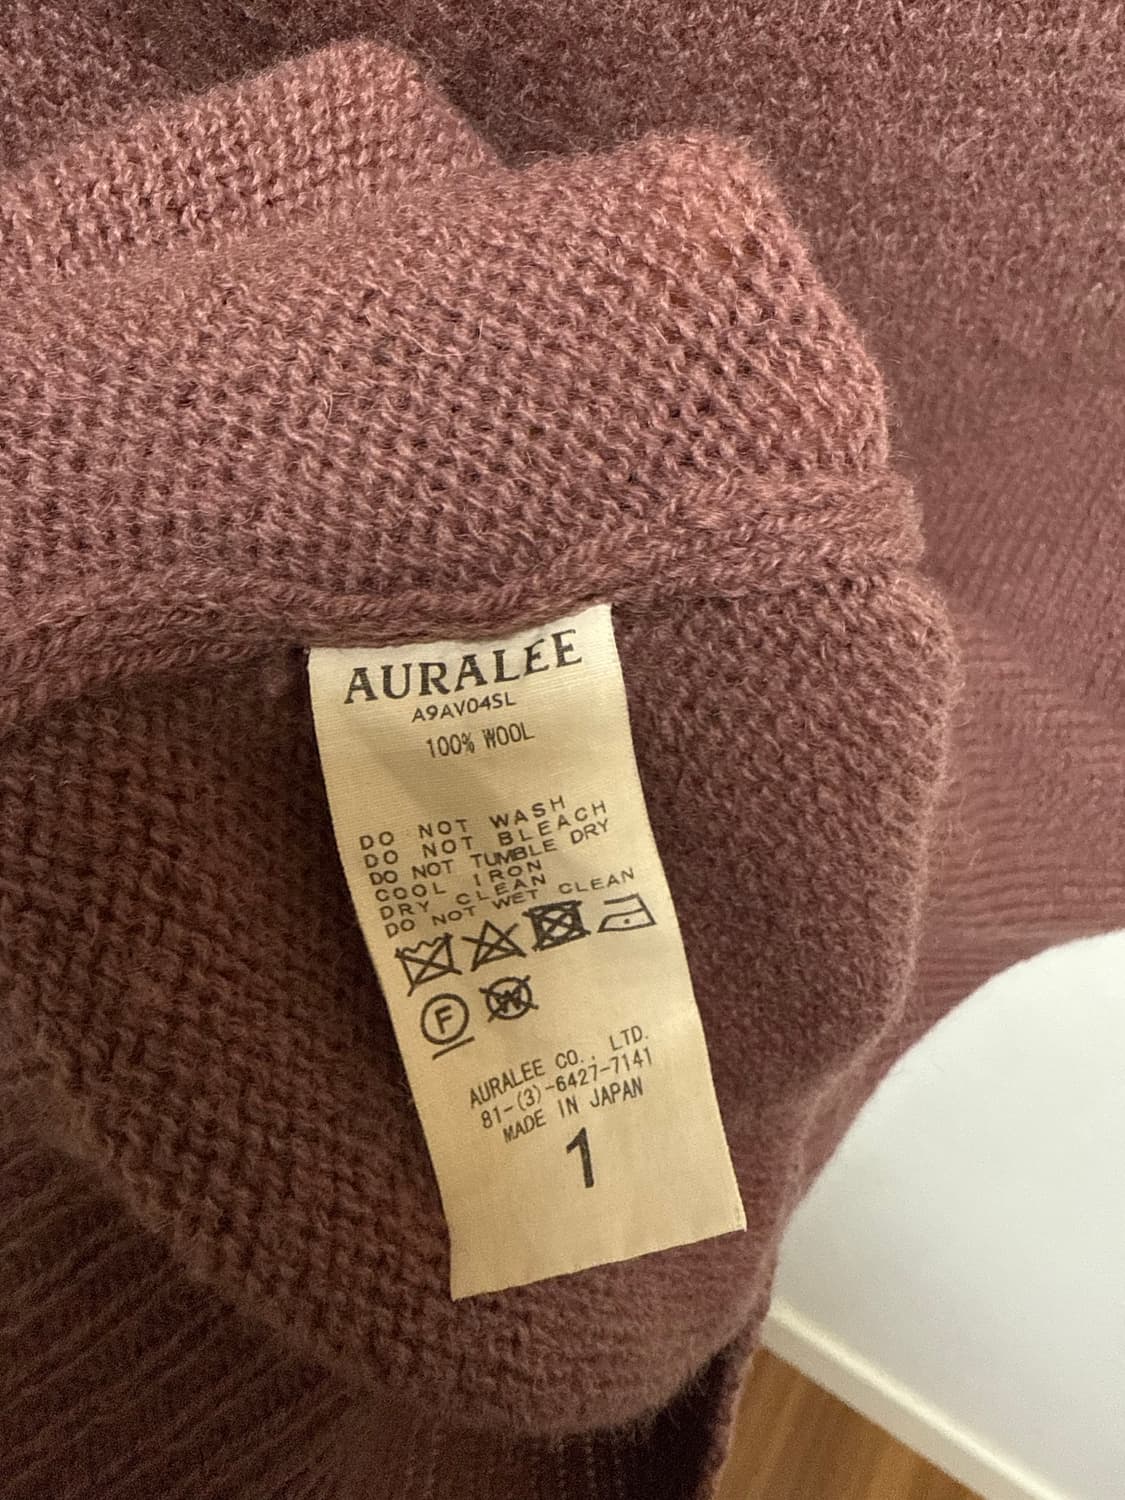 AURALEE
A9AV04SL
100% WOOL
DO NOT WASH
DO NOT BLEACH
DO NOT TUMBLE DRY
COOL IRON
DRY CLEAN
DO NOT WET CLEAN
F W
AURALEE CO., LTD.
81-(3)-6427-7141
MADE IN JAPAN
1